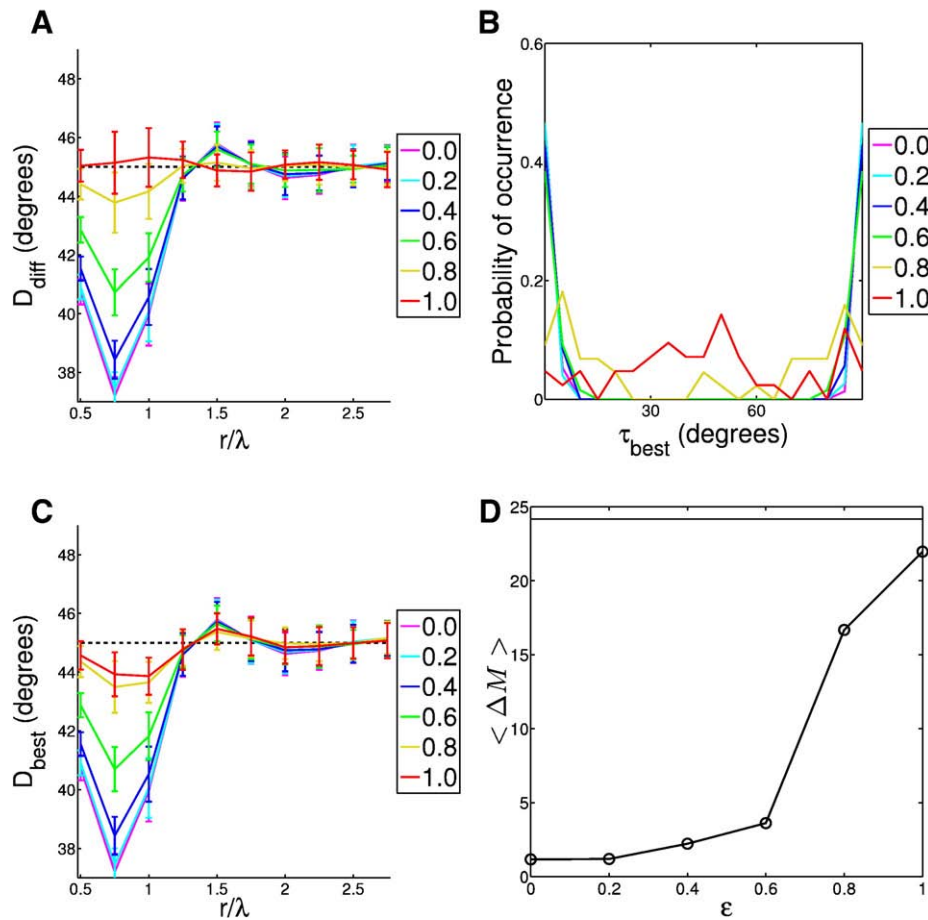 A
D_diff (degrees)
48
46
44
42
40
38
0.5 1 1.5 2 2.5
r/λ
0.0
0.2
0.4
0.6
0.8
1.0
B
Probability of occurrence
0.6
0.4
0.2
0
30 60
τ_best (degrees)
0.0
0.2
0.4
0.6
0.8
1.0
C
D_best (degrees)
48
46
44
42
40
38
0.5 1 1.5 2 2.5
r/λ
0.0
0.2
0.4
0.6
0.8
1.0
D
< ΔM >
25
20
15
10
5
0
0 0.2 0.4 0.6 0.8 1
ε